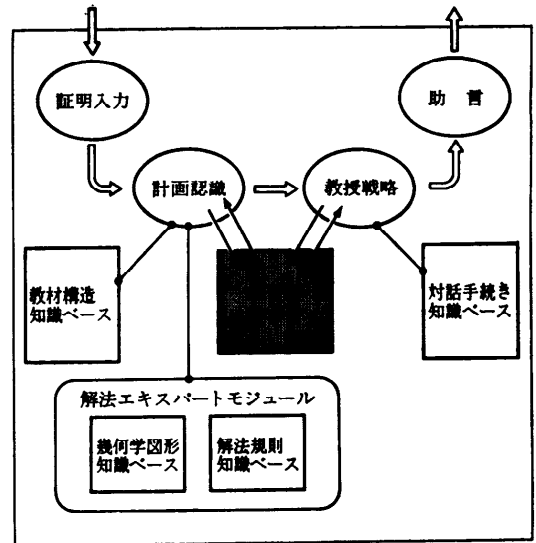 証明入力
助 言
計画認識
教授戦略
教材構造
知識ベース
対話手続き
知識ベース
解法エキスパートモジュール
幾何学図形
知識ベース
解法規則
知識ベース